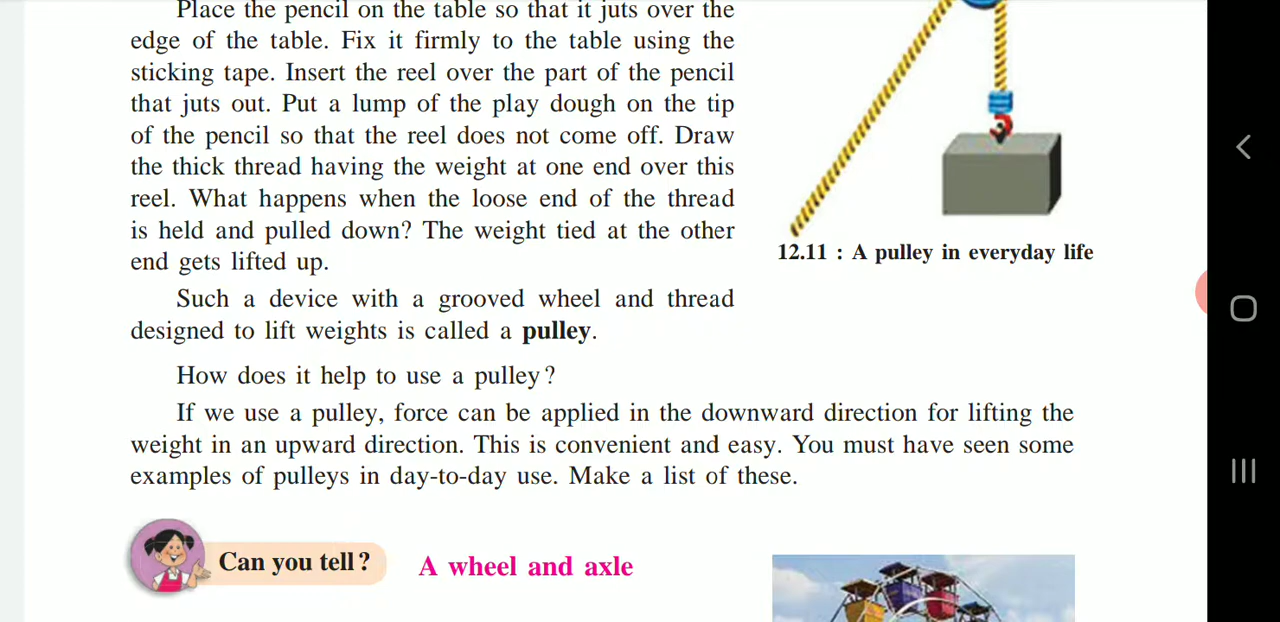 Place the pencil on the table so that it juts over the
edge of the table. Fix it firmly to the table using the
sticking tape. Insert the reel over the part of the pencil
that juts out. Put a lump of the play dough on the tip
of the pencil so that the reel does not come off. Draw
the thick thread having the weight at one end over this
reel. What happens when the loose end of the thread
is held and pulled down? The weight tied at the other
end gets lifted up.
12.11 : A pulley in everyday life
Such a device with a grooved wheel and thread
designed to lift weights is called a pulley.
How does it help to use a pulley?
If we use a pulley, force can be applied in the downward direction for lifting the
weight in an upward direction. This is convenient and easy. You must have seen some
examples of pulleys in day-to-day use. Make a list of these.
Can you tell?
A wheel and axle